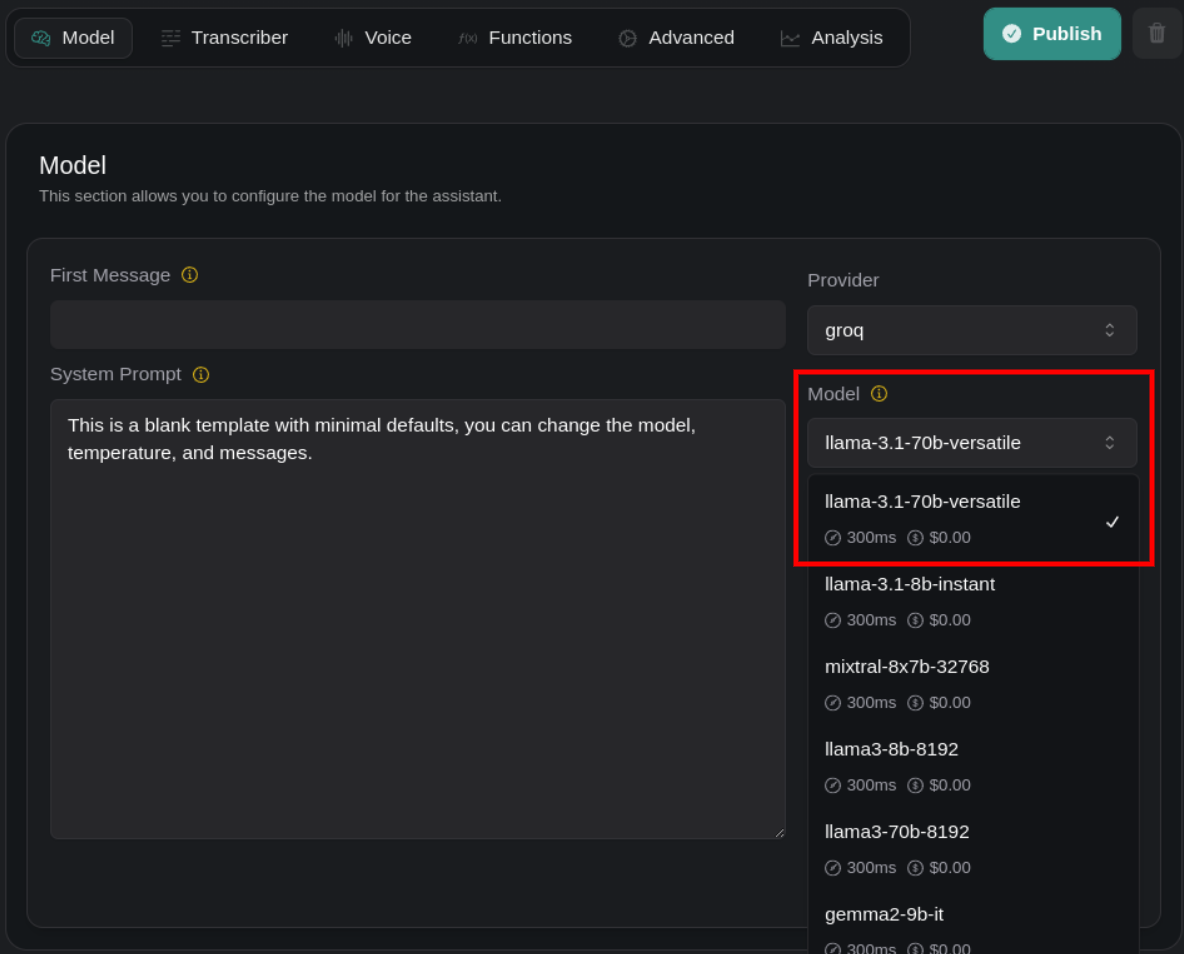 Model
Transcriber
Voice
f(x) Functions
Advanced
Analysis
Publish
Model
This section allows you to configure the model for the assistant.
First Message
System Prompt
This is a blank template with minimal defaults, you can change the model,
temperature, and messages.
Provider
groq
Model
llama-3.1-70b-versatile
llama-3.1-70b-versatile
300ms $0.00
llama-3.1-8b-instant
300ms $0.00
mixtral-8x7b-32768
300ms $0.00
llama3-8b-8192
300ms $0.00
llama3-70b-8192
300ms $0.00
gemma2-9b-it
300ms $0.00